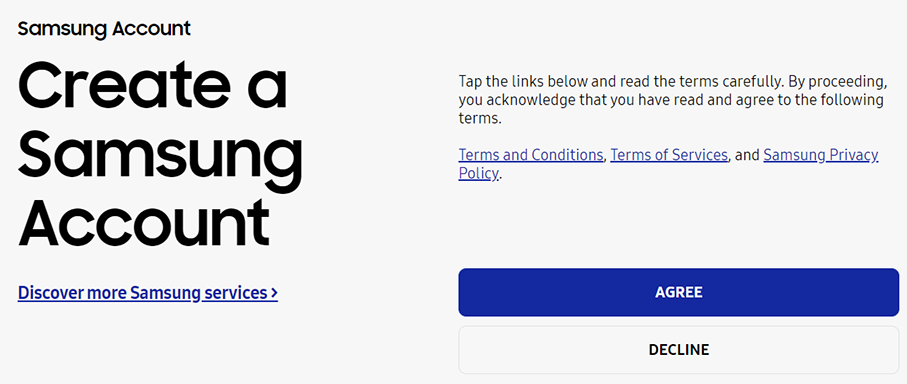 Samsung Account
Create a
Samsung
Account
Discover more Samsung services >
Tap the links below and read the terms carefully. By proceeding,
you acknowledge that you have read and agree to the following
terms.
Terms and Conditions, Terms of Services, and Samsung Privacy
Policy.
AGREE
DECLINE